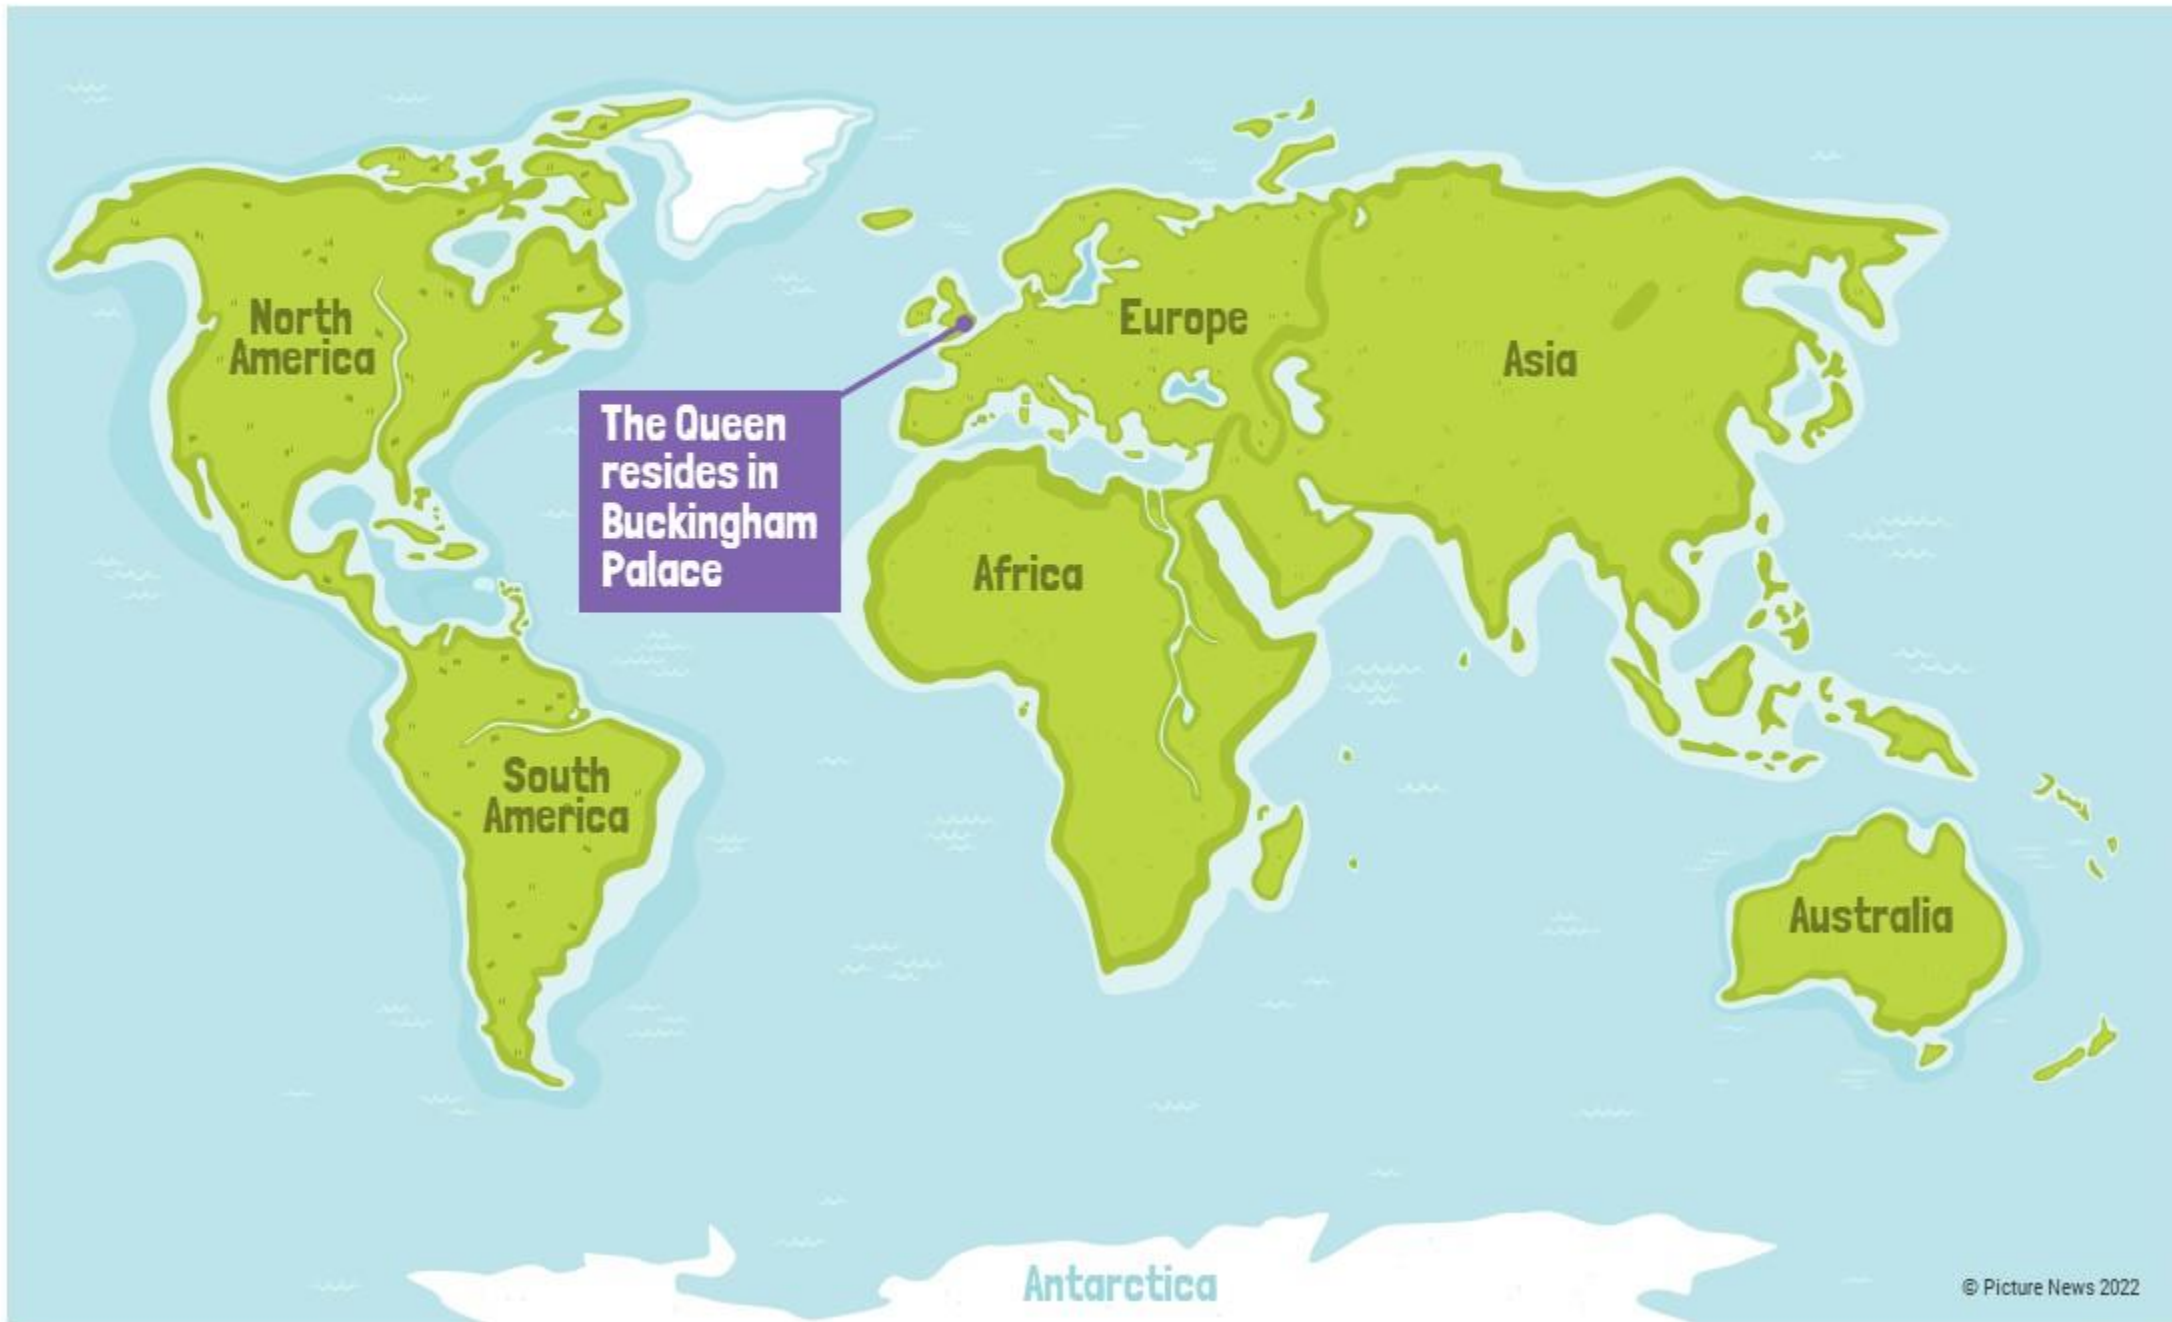 North
America
Europe
Asia
The Queen
resides in
Buckingham
Palace
Africa
South
America
Australia
Antarctica
© Picture News 2022